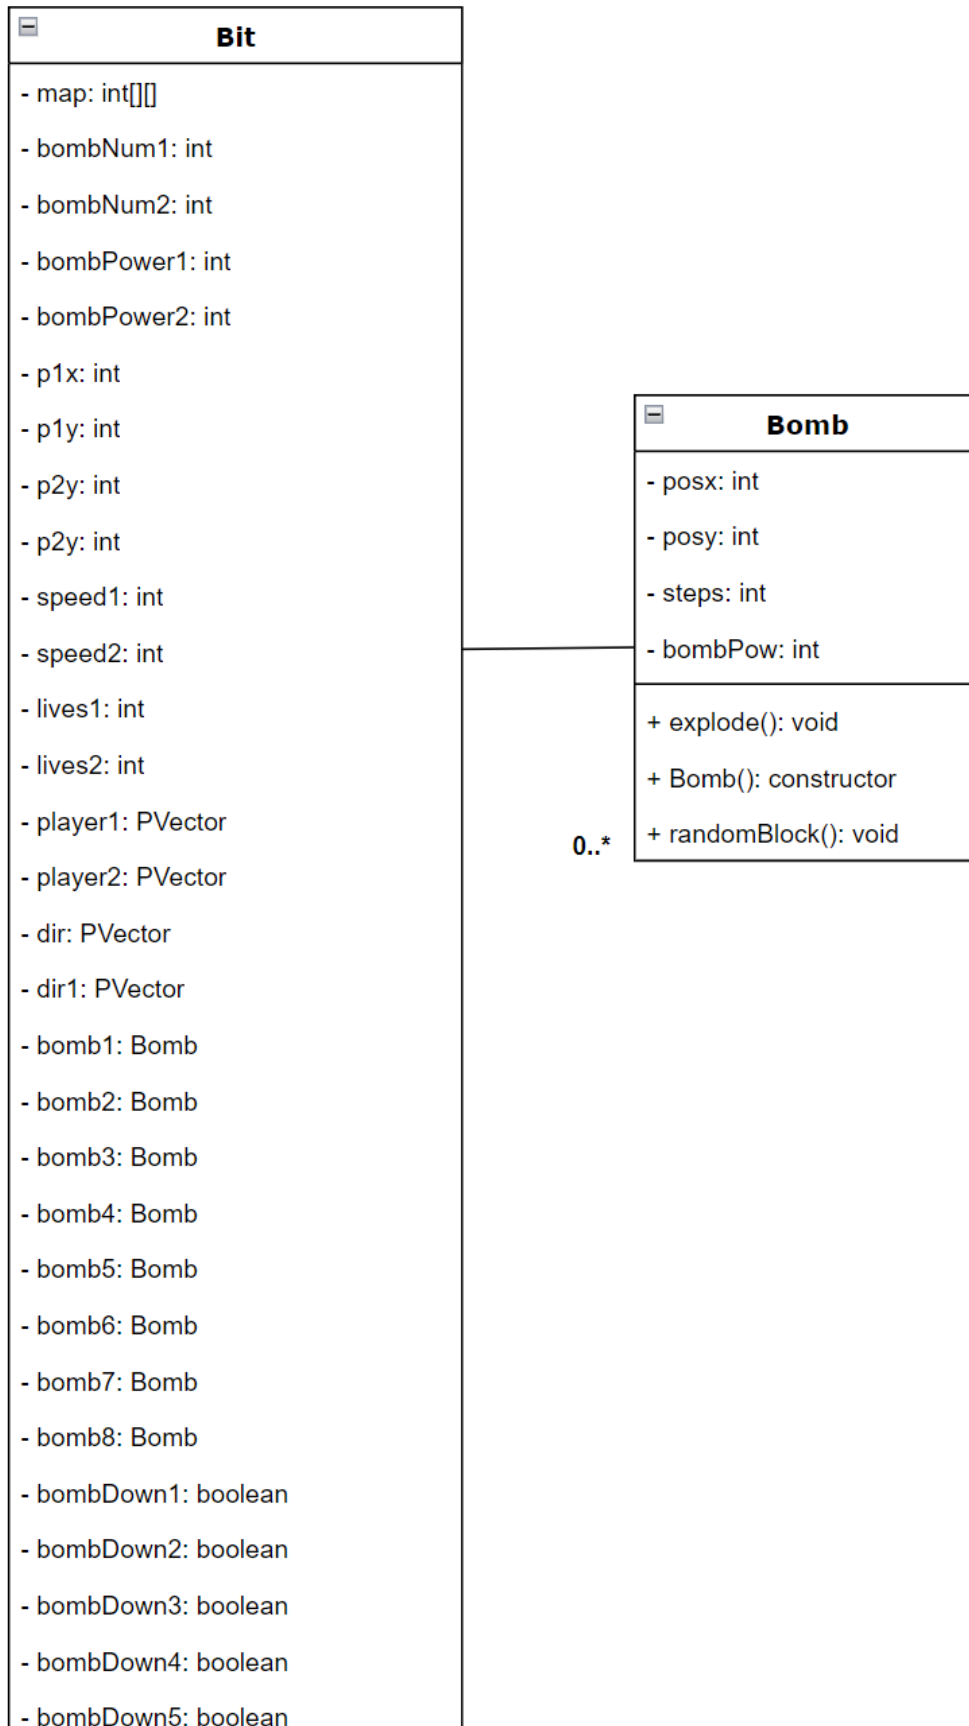 Bit
- map: int[][]
- bombNum1: int
- bombNum2: int
- bombPower1: int
- bombPower2: int
- p1x: int
- p1y: int
- p2y: int
- p2y: int
- speed1: int
- speed2: int
- lives1: int
- lives2: int
- player1: PVector
- player2: PVector
- dir: PVector
- dir1: PVector
- bomb1: Bomb
- bomb2: Bomb
- bomb3: Bomb
- bomb4: Bomb
- bomb5: Bomb
- bomb6: Bomb
- bomb7: Bomb
- bomb8: Bomb
- bombDown1: boolean
- bombDown2: boolean
- bombDown3: boolean
- bombDown4: boolean
- bombDown5: boolean
Bomb
- posx: int
- posy: int
- steps: int
- bombPow: int
+ explode(): void
+ Bomb(): constructor
+ randomBlock(): void
0..*